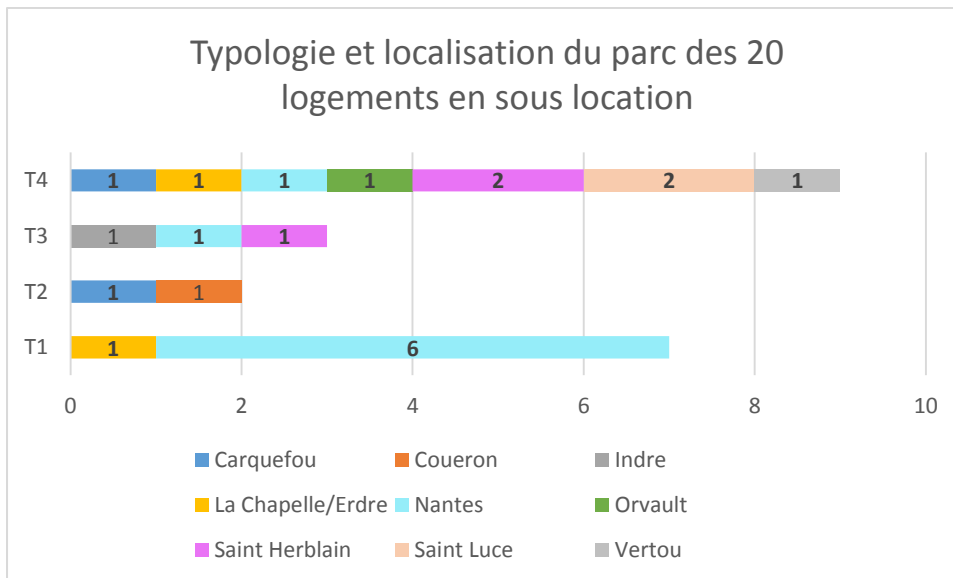 Typologie et localisation du parc des 20
logements en sous location
T4 1 1 1 1 2 2 1
T3 1 1 1
T2 1 1
T1 1 6
0 2 4 6 8 10
Carquefou Coueron Indre
La Chapelle/Erdre Nantes Orvault
Saint Herblain Saint Luce Vertou